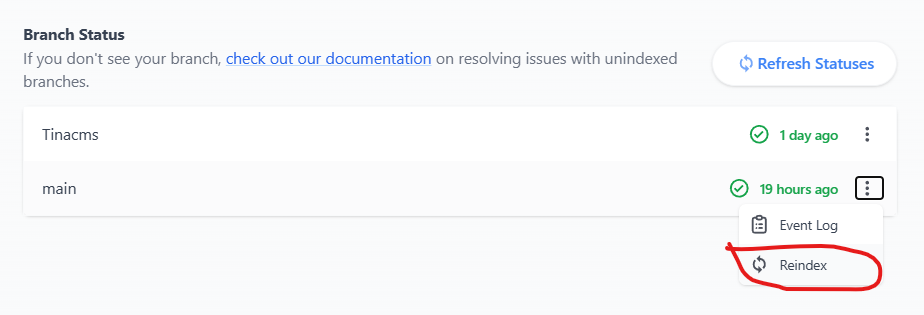 Branch Status
If you don't see your branch, check out our documentation on resolving issues with unindexed
branches.
Refresh Statuses
Tinacms
1 day ago
main
19 hours ago
Event Log
Reindex